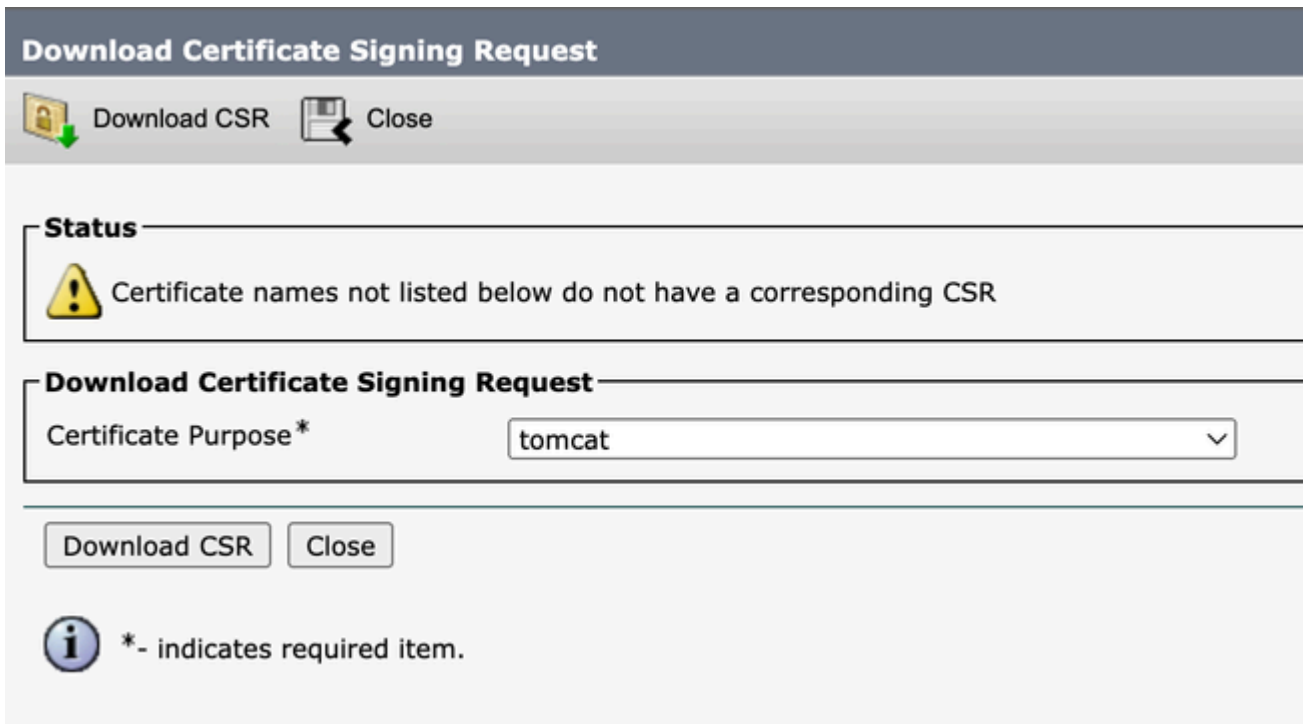 Download Certificate Signing Request
Download CSR Close
Status
Certificate names not listed below do not have a corresponding CSR
Download Certificate Signing Request
Certificate Purpose* tomcat
Download CSR Close
*- indicates required item.